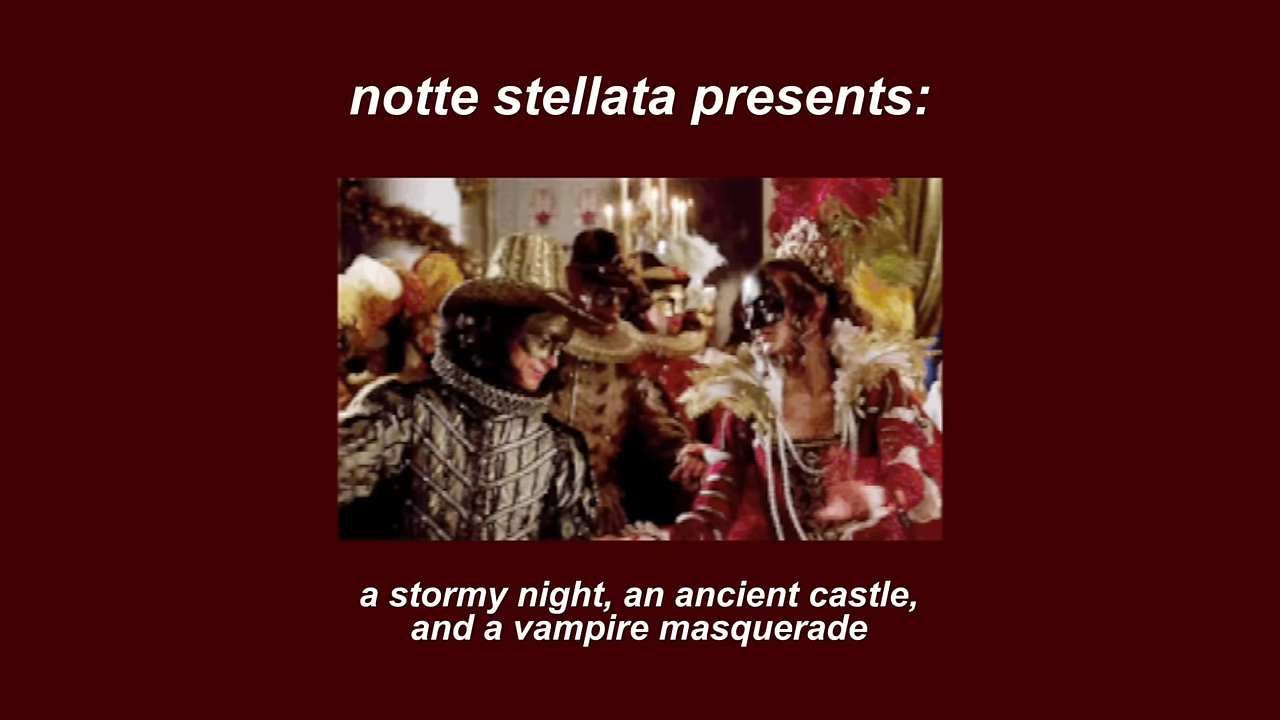 notte stellata presents:
a stormy night, an ancient castle,
and a vampire masquerade